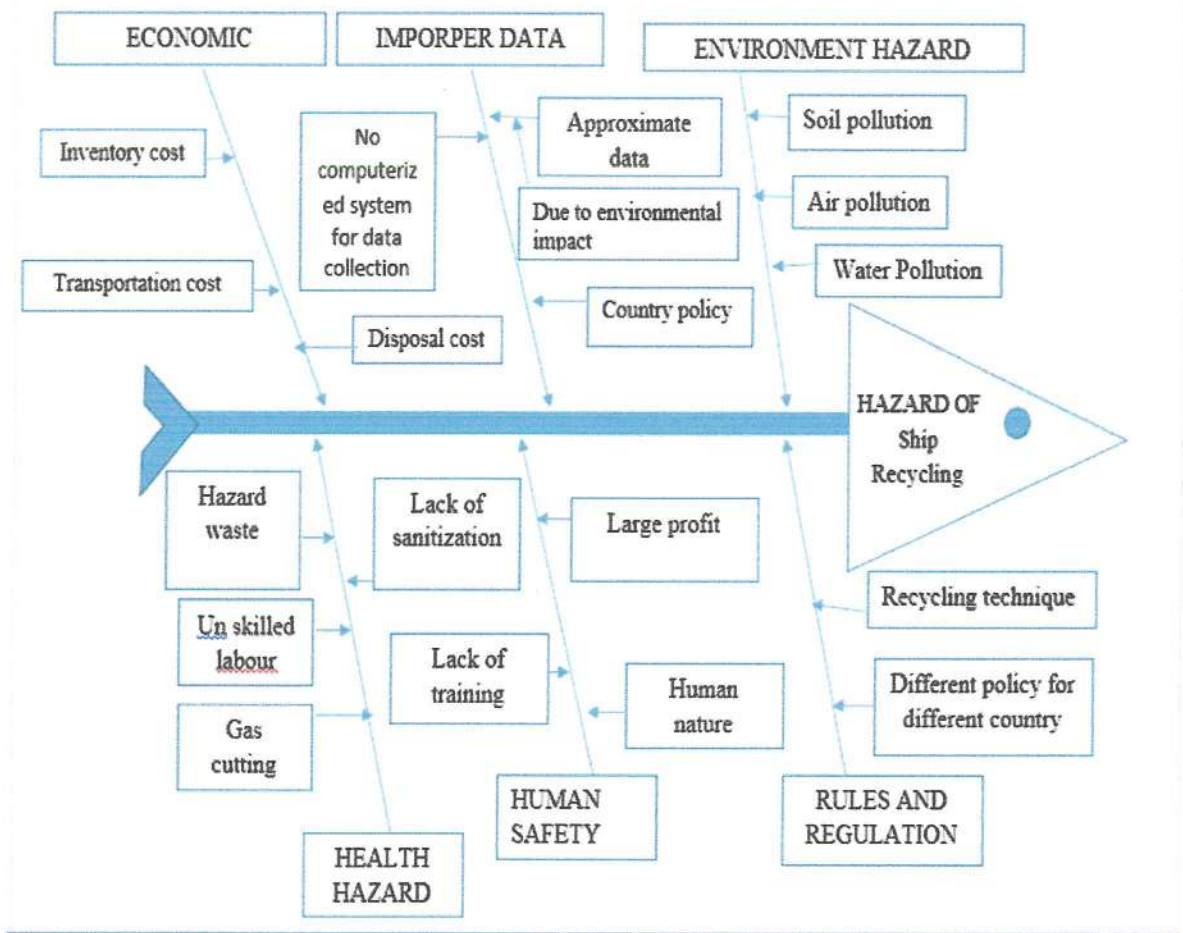 ECONOMIC
IMPORPER DATA
ENVIRONMENT HAZARD
Inventory cost
Transportation cost
Disposal cost
No
computeriz
ed system
for data
collection
Approximate
data
Due to environmental
impact
Country policy
Soil pollution
Air pollution
Water Pollution
HAZARD OF
Ship
Recycling
Hazard
waste
Lack of
sanitization
Un skilled
labour
Gas
cutting
HEALTH
HAZARD
Large profit
Lack of
training
Human
nature
HUMAN
SAFETY
Recycling technique
Different policy for
different country
RULES AND
REGULATION